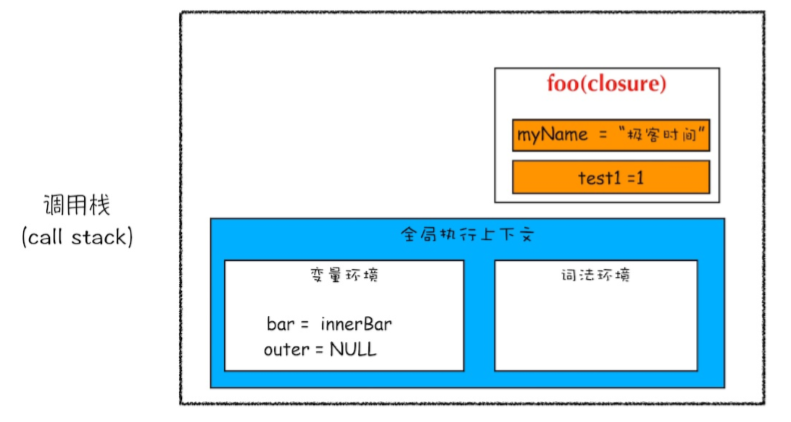 foo(closure)
myName = “极客时间”
test1 =1
调用栈
(call stack)
全局执行上下文
变量环境
词法环境
bar = innerBar
outer = NULL